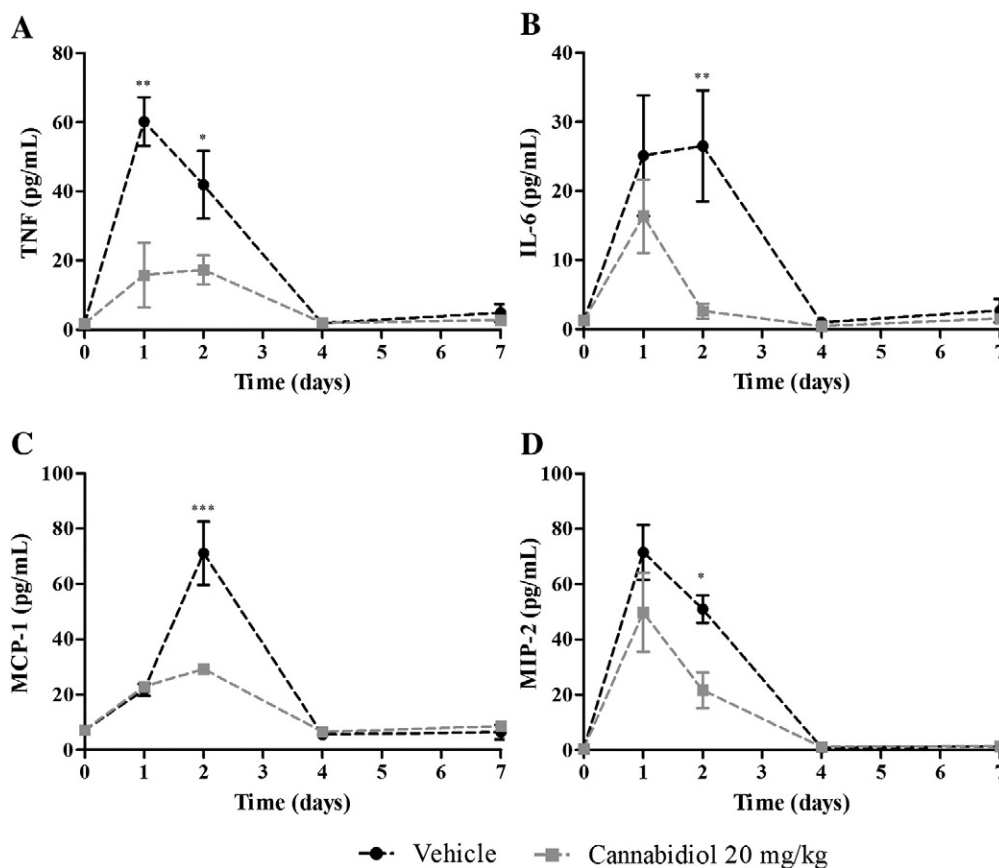 A
TNF (pg/mL)
80
60
40
20
0
**
*
0 1 2 3 4 5 6 7
Time (days)
B
IL-6 (pg/mL)
40
30
20
10
0
**
0 1 2 3 4 5 6 7
Time (days)
C
MCP-1 (pg/mL)
100
80
60
40
20
0
***
0 1 2 3 4 5 6 7
Time (days)
D
MIP-2 (pg/mL)
100
80
60
40
20
0
*
0 1 2 3 4 5 6 7
Time (days)
Vehicle Cannabidiol 20 mg/kg